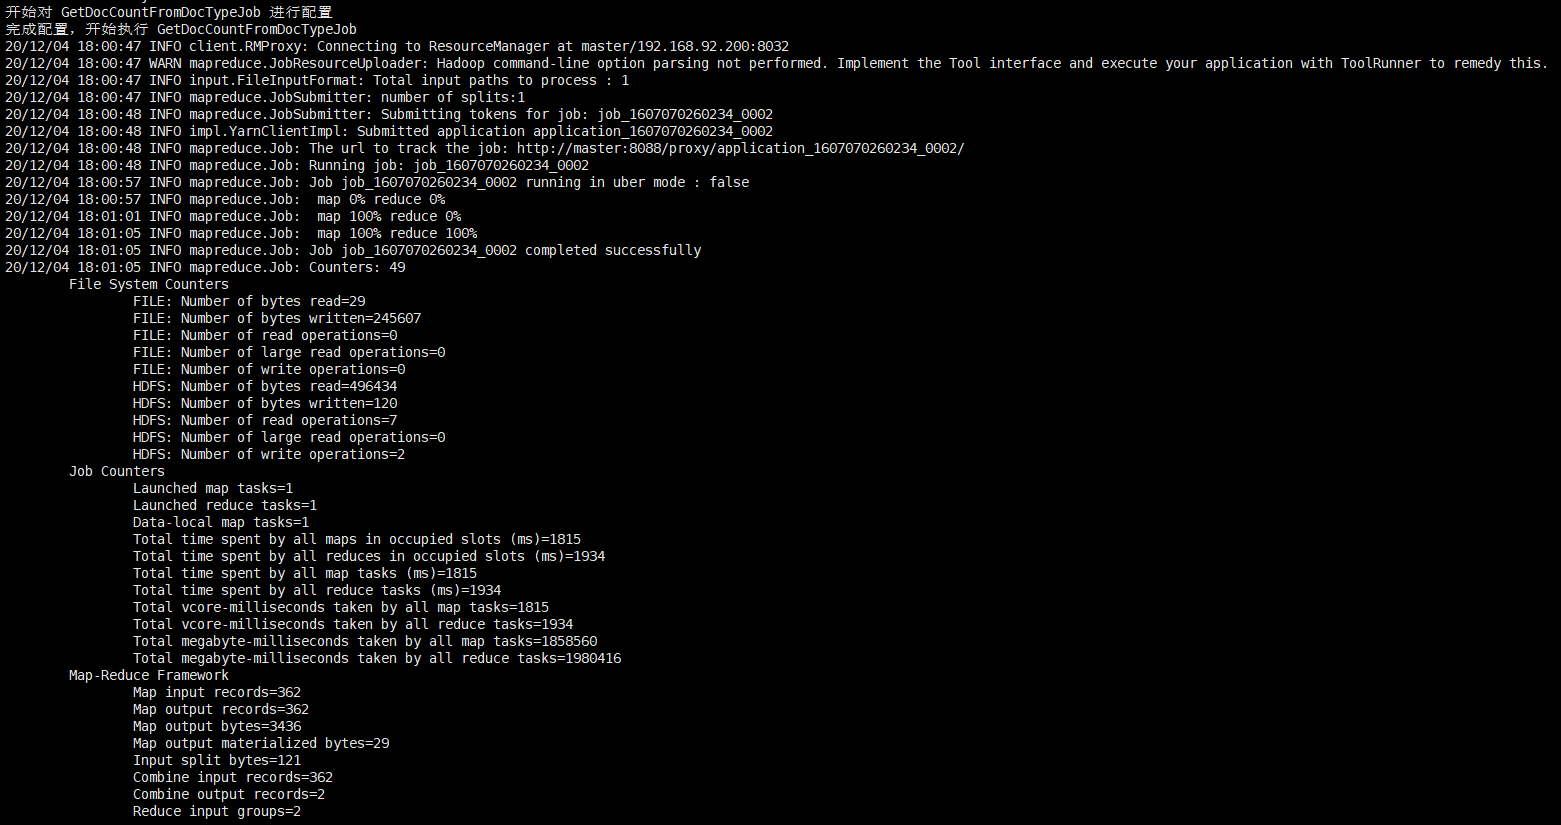 开始对 GetDocCountFromDocTypeJob 进行配置
完成配置，开始执行 GetDocCountFromDocTypeJob
20/12/04 18:00:47 INFO client.RMProxy: Connecting to ResourceManager at master/192.168.92.200:8032
20/12/04 18:00:47 WARN mapreduce.JobResourceUploader: Hadoop command-line option parsing not performed. Implement the Tool interface and execute your application with ToolRunner to remedy this.
20/12/04 18:00:47 INFO input.FileInputFormat: Total input paths to process : 1
20/12/04 18:00:47 INFO mapreduce.JobSubmitter: number of splits:1
20/12/04 18:00:48 INFO mapreduce.JobSubmitter: Submitting tokens for job: job_1607070260234_0002
20/12/04 18:00:48 INFO impl.YarnClientImpl: Submitted application application_1607070260234_0002
20/12/04 18:00:48 INFO mapreduce.Job: The url to track the job: http://master:8088/proxy/application_1607070260234_0002/
20/12/04 18:00:48 INFO mapreduce.Job: Running job: job_1607070260234_0002
20/12/04 18:00:57 INFO mapreduce.Job: Job job_1607070260234_0002 running in uber mode : false
20/12/04 18:00:57 INFO mapreduce.Job:  map 0% reduce 0%
20/12/04 18:01:01 INFO mapreduce.Job:  map 100% reduce 0%
20/12/04 18:01:05 INFO mapreduce.Job:  map 100% reduce 100%
20/12/04 18:01:05 INFO mapreduce.Job: Job job_1607070260234_0002 completed successfully
20/12/04 18:01:05 INFO mapreduce.Job: Counters: 49
File System Counters
FILE: Number of bytes read=29
FILE: Number of bytes written=245607
FILE: Number of read operations=0
FILE: Number of large read operations=0
FILE: Number of write operations=0
HDFS: Number of bytes read=496434
HDFS: Number of bytes written=120
HDFS: Number of read operations=7
HDFS: Number of large read operations=0
HDFS: Number of write operations=2
Job Counters
Launched map tasks=1
Launched reduce tasks=1
Data-local map tasks=1
Total time spent by all maps in occupied slots (ms)=1815
Total time spent by all reduces in occupied slots (ms)=1934
Total time spent by all map tasks (ms)=1815
Total time spent by all reduce tasks (ms)=1934
Total vcore-milliseconds taken by all map tasks=1815
Total vcore-milliseconds taken by all reduce tasks=1934
Total megabyte-milliseconds taken by all map tasks=1858560
Total megabyte-milliseconds taken by all reduce tasks=1980416
Map-Reduce Framework
Map input records=362
Map output records=362
Map output bytes=3436
Map output materialized bytes=29
Input split bytes=121
Combine input records=362
Combine output records=2
Reduce input groups=2